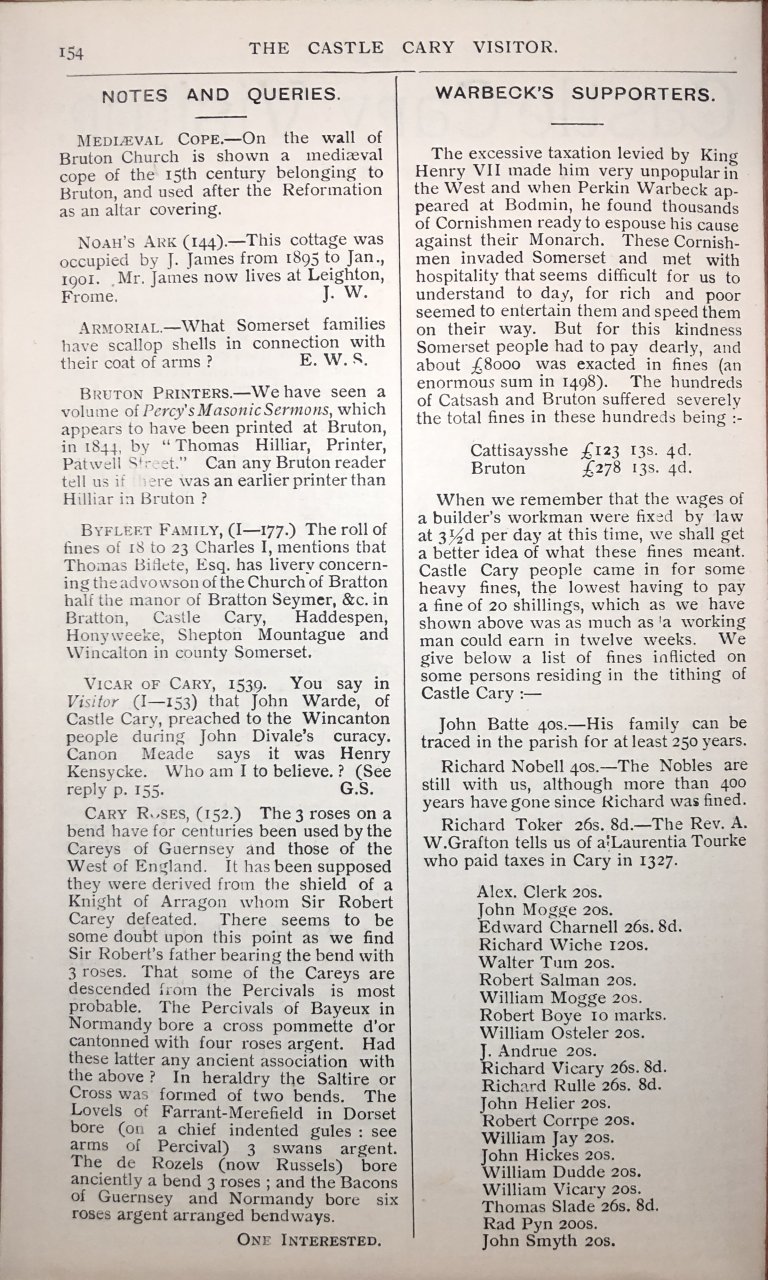 154
THE CASTLE CARY VISITOR.
NOTES AND QUERIES.
MEDIÆVAL COPE.—On the wall of
Bruton Church is shown a mediæval
cope of the 15th century belonging to
Bruton, and used after the Reformation
as an altar covering.
NOAH'S ARK (144).—This cottage was
occupied by J. James from 1895 to Jan.,
1901. Mr. James now lives at Leighton,
Frome. J. W.
ARMORIAL.—What Somerset families
have scallop shells in connection with
their coat of arms ? E. W. S.
BRUTON PRINTERS.—We have seen a
volume of Percy's Masonic Sermons, which
appears to have been printed at Bruton,
in 1844, by "Thomas Hilliar, Printer,
Patwell Street." Can any Bruton reader
tell us if there was an earlier printer than
Hilliar in Bruton ?
BYFLEET FAMILY, (I—177.) The roll of
fines of 18 to 23 Charles I, mentions that
Thomas Biflete, Esq. has livery concern-
ing the advowson of the Church of Bratton
half the manor of Bratton Seymer, &c. in
Bratton, Castle Cary, Haddespen,
Honyweeke, Shepton Mountague and
Wincalton in county Somerset.
VICAR OF CARY, 1539. You say in
Visitor (I—153) that John Warde, of
Castle Cary, preached to the Wincanton
people during John Divale's curacy.
Canon Meade says it was Henry
Kensycke. Who am I to believe. ? (See
reply p. 155. G.S.
CARY ROSES, (152.) The 3 roses on a
bend have for centuries been used by the
Careys of Guernsey and those of the
West of England. It has been supposed
they were derived from the shield of a
Knight of Arragon whom Sir Robert
Carey defeated. There seems to be
some doubt upon this point as we find
Sir Robert's father bearing the bend with
3 roses. That some of the Careys are
descended from the Percivals is most
probable. The Percivals of Bayeux in
Normandy bore a cross pommette d'or
cantonned with four roses argent. Had
these latter any ancient association with
the above ? In heraldry the Saltire or
Cross was formed of two bends. The
Lovels of Farrant-Merefield in Dorset
bore (on a chief indented gules : see
arms of Percival) 3 swans argent.
The de Rozels (now Russels) bore
anciently a bend 3 roses ; and the Bacons
of Guernsey and Normandy bore six
roses argent arranged bendways.
ONE INTERESTED.
WARBECK'S SUPPORTERS.
The excessive taxation levied by King
Henry VII made him very unpopular in
the West and when Perkin Warbeck ap-
peared at Bodmin, he found thousands
of Cornishmen ready to espouse his cause
against their Monarch. These Cornish-
men invaded Somerset and met with
hospitality that seems difficult for us to
understand to day, for rich and poor
seemed to entertain them and speed them
on their way. But for this kindness
Somerset people had to pay dearly, and
about £8000 was exacted in fines (an
enormous sum in 1498). The hundreds
of Catsash and Bruton suffered severely
the total fines in these hundreds being :-
Cattisaysshe £123 13s. 4d.
Bruton £278 13s. 4d.
When we remember that the wages of
a builder's workman were fixed by law
at 3½d per day at this time, we shall get
a better idea of what these fines meant.
Castle Cary people came in for some
heavy fines, the lowest having to pay
a fine of 20 shillings, which as we have
shown above was as much as 'a working
man could earn in twelve weeks. We
give below a list of fines inflicted on
some persons residing in the tithing of
Castle Cary :—
John Batte 40s.—His family can be
traced in the parish for at least 250 years.
Richard Nobell 40s.—The Nobles are
still with us, although more than 400
years have gone since Richard was fined.
Richard Toker 26s. 8d.—The Rev. A.
W.Grafton tells us of a Laurentia Tourke
who paid taxes in Cary in 1327.
Alex. Clerk 20s.
John Mogge 20s.
Edward Charnell 26s. 8d.
Richard Wiche 120s.
Walter Tum 20s.
Robert Salman 20s.
William Mogge 20s.
Robert Boye 10 marks.
William Osteler 20s.
J. Andrue 20s.
Richard Vicary 26s. 8d.
Richard Rulle 26s. 8d.
John Helier 20s.
Robert Corrpe 20s.
William Jay 20s.
John Hickes 20s.
William Dudde 20s.
William Vicary 20s.
Thomas Slade 26s. 8d.
Rad Pyn 200s.
John Smyth 20s.